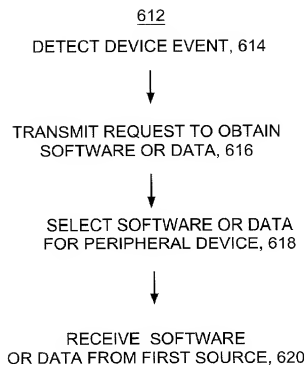 612
DETECT DEVICE EVENT, 614
TRANSMIT REQUEST TO OBTAIN
SOFTWARE OR DATA, 616
SELECT SOFTWARE OR DATA
FOR PERIPHERAL DEVICE, 618
RECEIVE SOFTWARE
OR DATA FROM FIRST SOURCE, 620